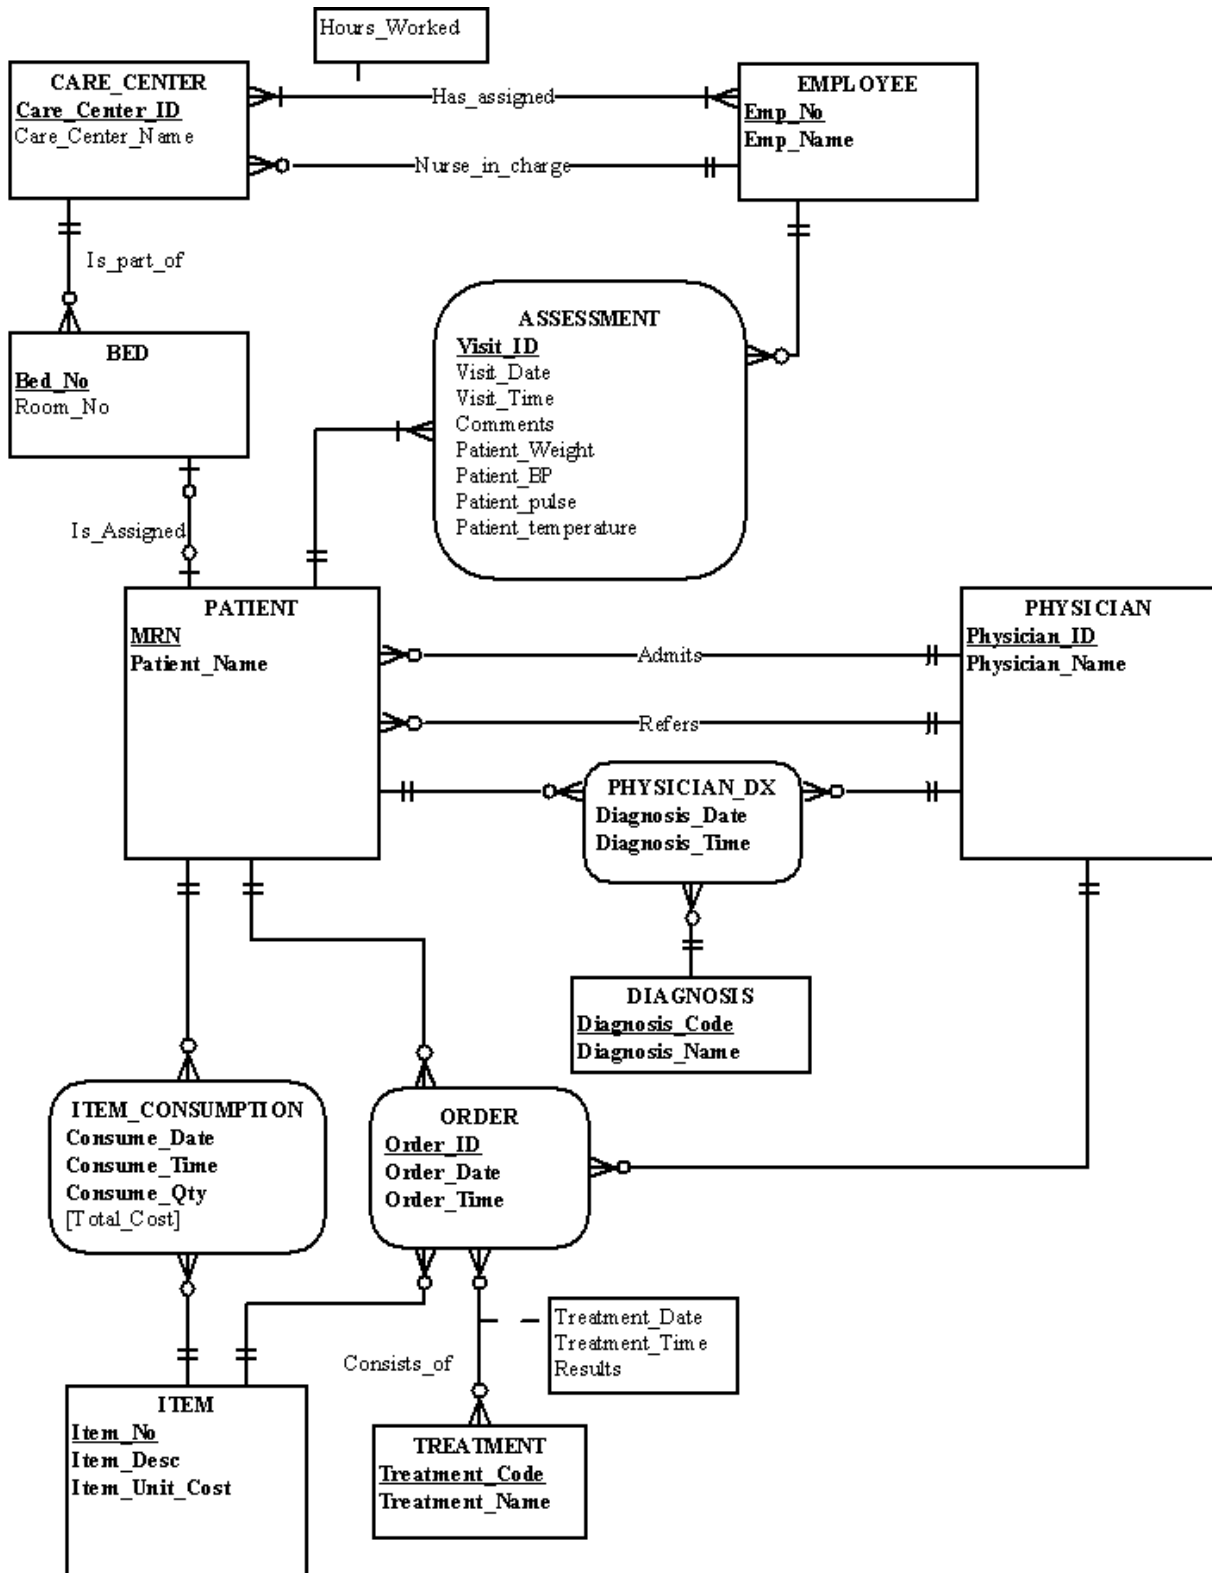 Hours_Worked
CARE_CENTER
Care_Center_ID
Care_Center_Name
Has_assigned
EMPLOYEE
Emp_No
Emp_Name
Nurse_in_charge
Is_part_of
BED
Bed_No
Room_No
ASSESSMENT
Visit_ID
Visit_Date
Visit_Time
Comments
Patient_Weight
Patient_BP
Patient_pulse
Patient_temperature
Is_Assigned
PATIENT
MRN
Patient_Name
PHYSICIAN
Physician_ID
Physician_Name
Admits
Refers
PHYSICIAN_DX
Diagnosis_Date
Diagnosis_Time
DIAGNOSIS
Diagnosis_Code
Diagnosis_Name
ITEM_CONSUMPTION
Consume_Date
Consume_Time
Consume_Qty
[Total_Cost]
ORDER
Order_ID
Order_Date
Order_Time
Treatment_Date
Treatment_Time
Results
Consists_of
ITEM
Item_No
Item_Desc
Item_Unit_Cost
TREATMENT
Treatment_Code
Treatment_Name